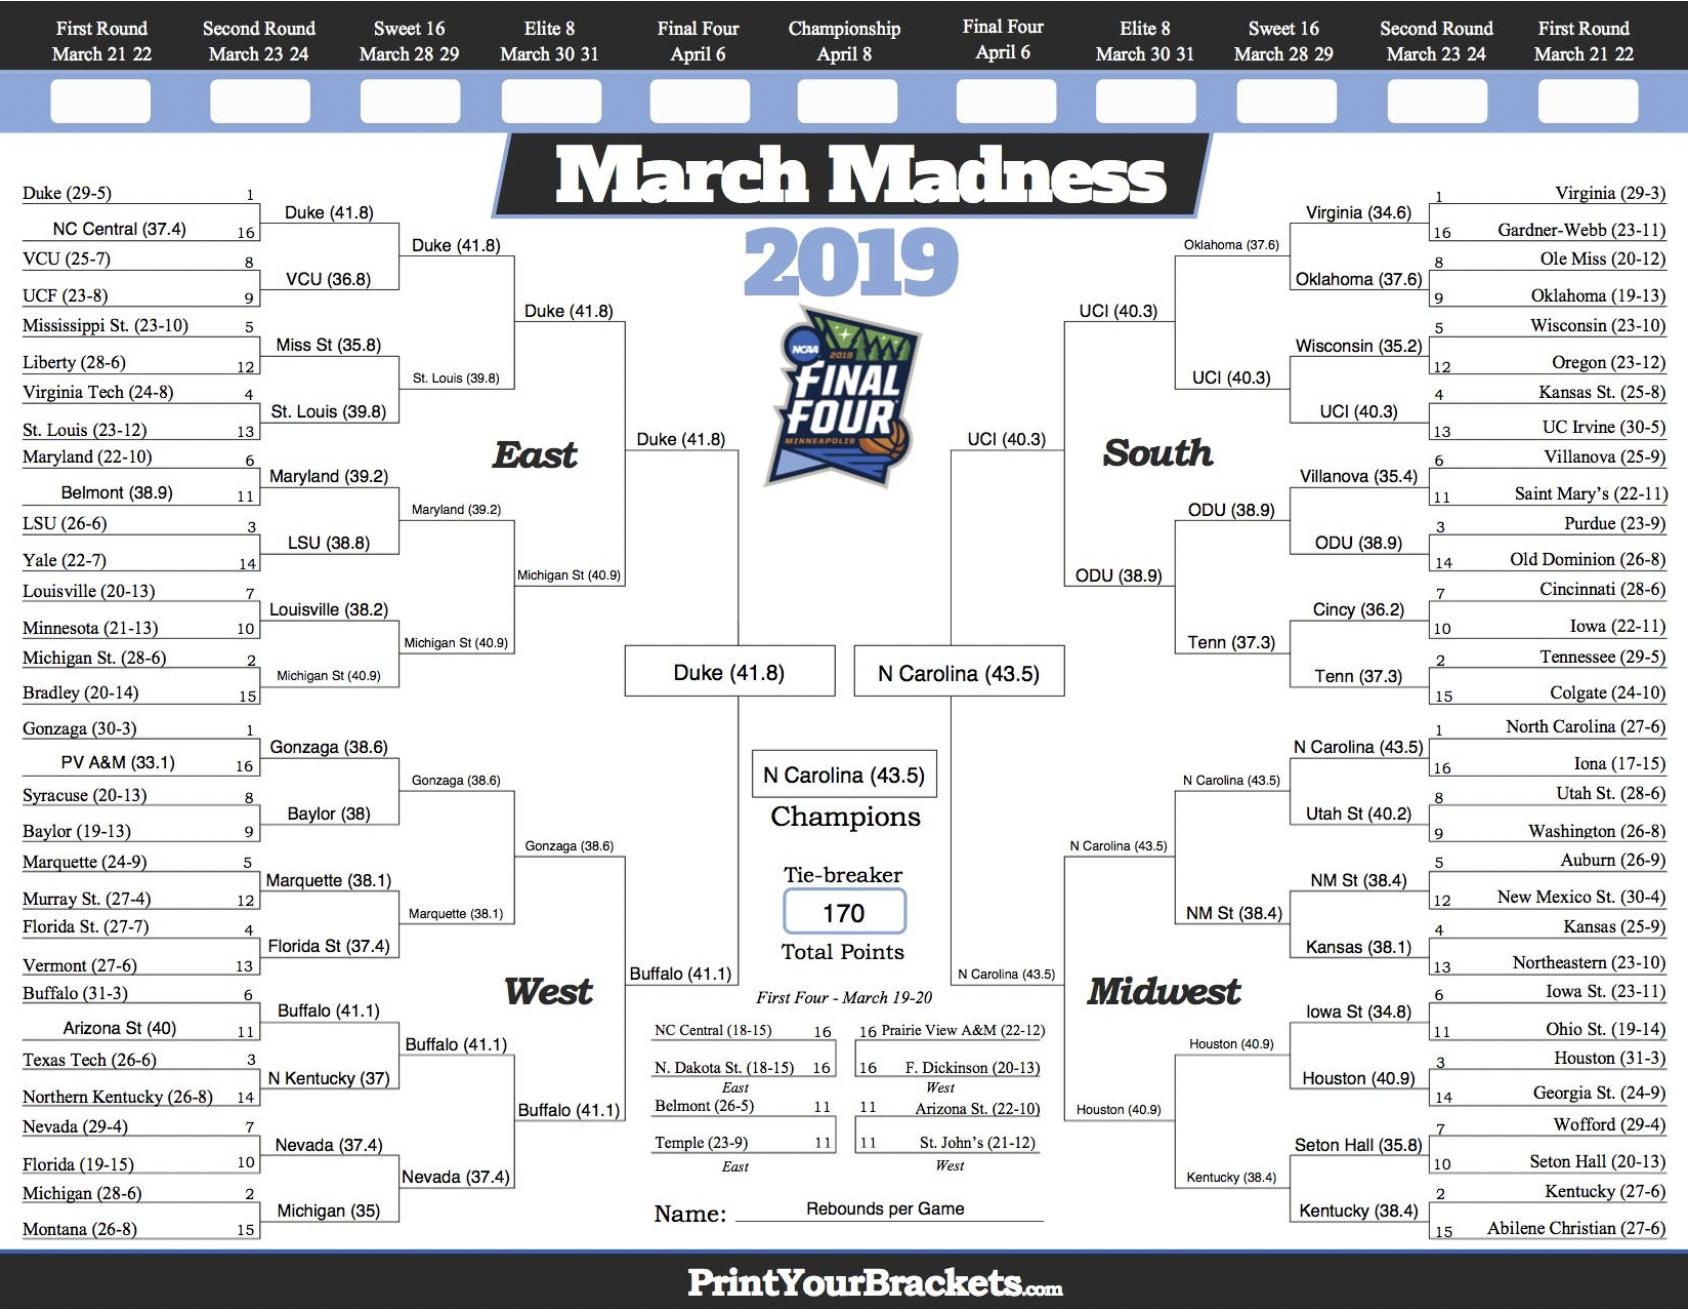 First Round
March 21 22
Second Round
March 23 24
Sweet 16
March 28 29
Elite 8
March 30 31
Final Four
April 6
Championship
April 8
Final Four
April 6
Elite 8
March 30 31
Sweet 16
March 28 29
Second Round
March 23 24
First Round
March 21 22
March Madness
2019
NCAA
2019
FINAL
FOUR
MINNEAPOLIS
Duke (29-5) 1
NC Central (37.4) 16
VCU (25-7) 8
UCF (23-8) 9
Mississippi St. (23-10) 5
Liberty (28-6) 12
Virginia Tech (24-8) 4
St. Louis (23-12) 13
Maryland (22-10) 6
Belmont (38.9) 11
LSU (26-6) 3
Yale (22-7) 14
Louisville (20-13) 7
Minnesota (21-13) 10
Michigan St. (28-6) 2
Bradley (20-14) 15
Duke (41.8)
VCU (36.8)
Miss St (35.8)
St. Louis (39.8)
Maryland (39.2)
LSU (38.8)
Louisville (38.2)
Michigan St (40.9)
Duke (41.8)
St. Louis (39.8)
Maryland (39.2)
Michigan St (40.9)
Duke (41.8)
Michigan St (40.9)
East
Duke (41.8)
Gonzaga (30-3) 1
PV A&M (33.1) 16
Syracuse (20-13) 8
Baylor (19-13) 9
Marquette (24-9) 5
Murray St. (27-4) 12
Florida St. (27-7) 4
Vermont (27-6) 13
Buffalo (31-3) 6
Arizona St (40) 11
Texas Tech (26-6) 3
Northern Kentucky (26-8) 14
Nevada (29-4) 7
Florida (19-15) 10
Michigan (28-6) 2
Montana (26-8) 15
Gonzaga (38.6)
Baylor (38)
Marquette (38.1)
Florida St (37.4)
Buffalo (41.1)
N Kentucky (37)
Nevada (37.4)
Michigan (35)
Gonzaga (38.6)
Marquette (38.1)
Buffalo (41.1)
Nevada (37.4)
Gonzaga (38.6)
Buffalo (41.1)
West
Buffalo (41.1)
1 Virginia (29-3)
16 Gardner-Webb (23-11)
8 Ole Miss (20-12)
9 Oklahoma (19-13)
5 Wisconsin (23-10)
12 Oregon (23-12)
4 Kansas St. (25-8)
13 UC Irvine (30-5)
6 Villanova (25-9)
11 Saint Mary's (22-11)
3 Purdue (23-9)
14 Old Dominion (26-8)
7 Cincinnati (28-6)
10 Iowa (22-11)
2 Tennessee (29-5)
15 Colgate (24-10)
Virginia (34.6)
Oklahoma (37.6)
Wisconsin (35.2)
UCI (40.3)
Villanova (35.4)
ODU (38.9)
Cincy (36.2)
Tenn (37.3)
Oklahoma (37.6)
UCI (40.3)
ODU (38.9)
Tenn (37.3)
UCI (40.3)
ODU (38.9)
South
UCI (40.3)
1 North Carolina (27-6)
16 Iona (17-15)
8 Utah St. (28-6)
9 Washington (26-8)
5 Auburn (26-9)
12 New Mexico St. (30-4)
4 Kansas (25-9)
13 Northeastern (23-10)
6 Iowa St. (23-11)
11 Ohio St. (19-14)
3 Houston (31-3)
14 Georgia St. (24-9)
7 Wofford (29-4)
10 Seton Hall (20-13)
2 Kentucky (27-6)
15 Abilene Christian (27-6)
N Carolina (43.5)
Utah St (40.2)
NM St (38.4)
Kansas (38.1)
Iowa St (34.8)
Houston (40.9)
Seton Hall (35.8)
Kentucky (38.4)
N Carolina (43.5)
NM St (38.4)
Houston (40.9)
Kentucky (38.4)
N Carolina (43.5)
Houston (40.9)
Midwest
N Carolina (43.5)
Duke (41.8)
N Carolina (43.5)
N Carolina (43.5)
Champions
Tie-breaker
170
Total Points
First Four - March 19-20
NC Central (18-15) 16
N. Dakota St. (18-15) 16
East
16 Prairie View A&M (22-12)
16 F. Dickinson (20-13)
West
Belmont (26-5) 11
Temple (23-9) 11
East
11 Arizona St. (22-10)
11 St. John's (21-12)
West
Name: Rebounds per Game
PrintYourBrackets.com